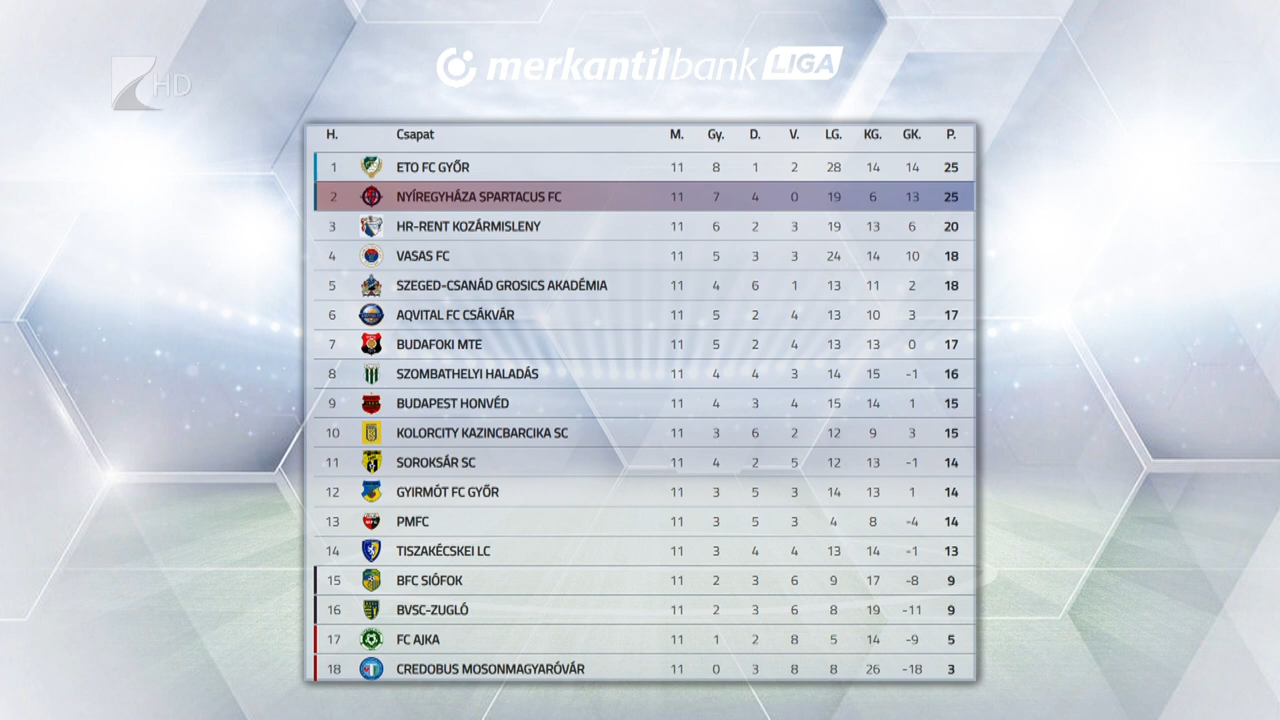 merkantilbank LIGA
HD
H. Csapat M. Gy. D. V. LG. KG. GK. P.
1 ETO FC GYŐR 11 8 1 2 28 14 14 25
2 NYÍREGYHÁZA SPARTACUS FC 11 7 4 0 19 6 13 25
3 HR-RENT KOZÁRMISLENY 11 6 2 3 19 13 6 20
4 VASAS FC 11 5 3 3 24 14 10 18
5 SZEGED-CSANÁD GROSICS AKADÉMIA 11 4 6 1 13 11 2 18
6 AQVITAL FC CSÁKVÁR 11 5 2 4 13 10 3 17
7 BUDAFOKI MTE 11 5 2 4 13 13 0 17
8 SZOMBATHELYI HALADÁS 11 4 4 3 14 15 -1 16
9 BUDAPEST HONVÉD 11 4 3 4 15 14 1 15
10 KOLORCITY KAZINCBARCIKA SC 11 3 6 2 12 9 3 15
11 SOROKSÁR SC 11 4 2 5 12 13 -1 14
12 GYIRMÓT FC GYŐR 11 3 5 3 14 13 1 14
13 PMFC 11 3 5 3 4 8 -4 14
14 TISZAKÉCSKEI LC 11 3 4 4 13 14 -1 13
15 BFC SIÓFOK 11 2 3 6 9 17 -8 9
16 BVSC-ZUGLÓ 11 2 3 6 8 19 -11 9
17 FC AJKA 11 1 2 8 5 14 -9 5
18 CREDOBUS MOSONMAGYARÓVÁR 11 0 3 8 8 26 -18 3